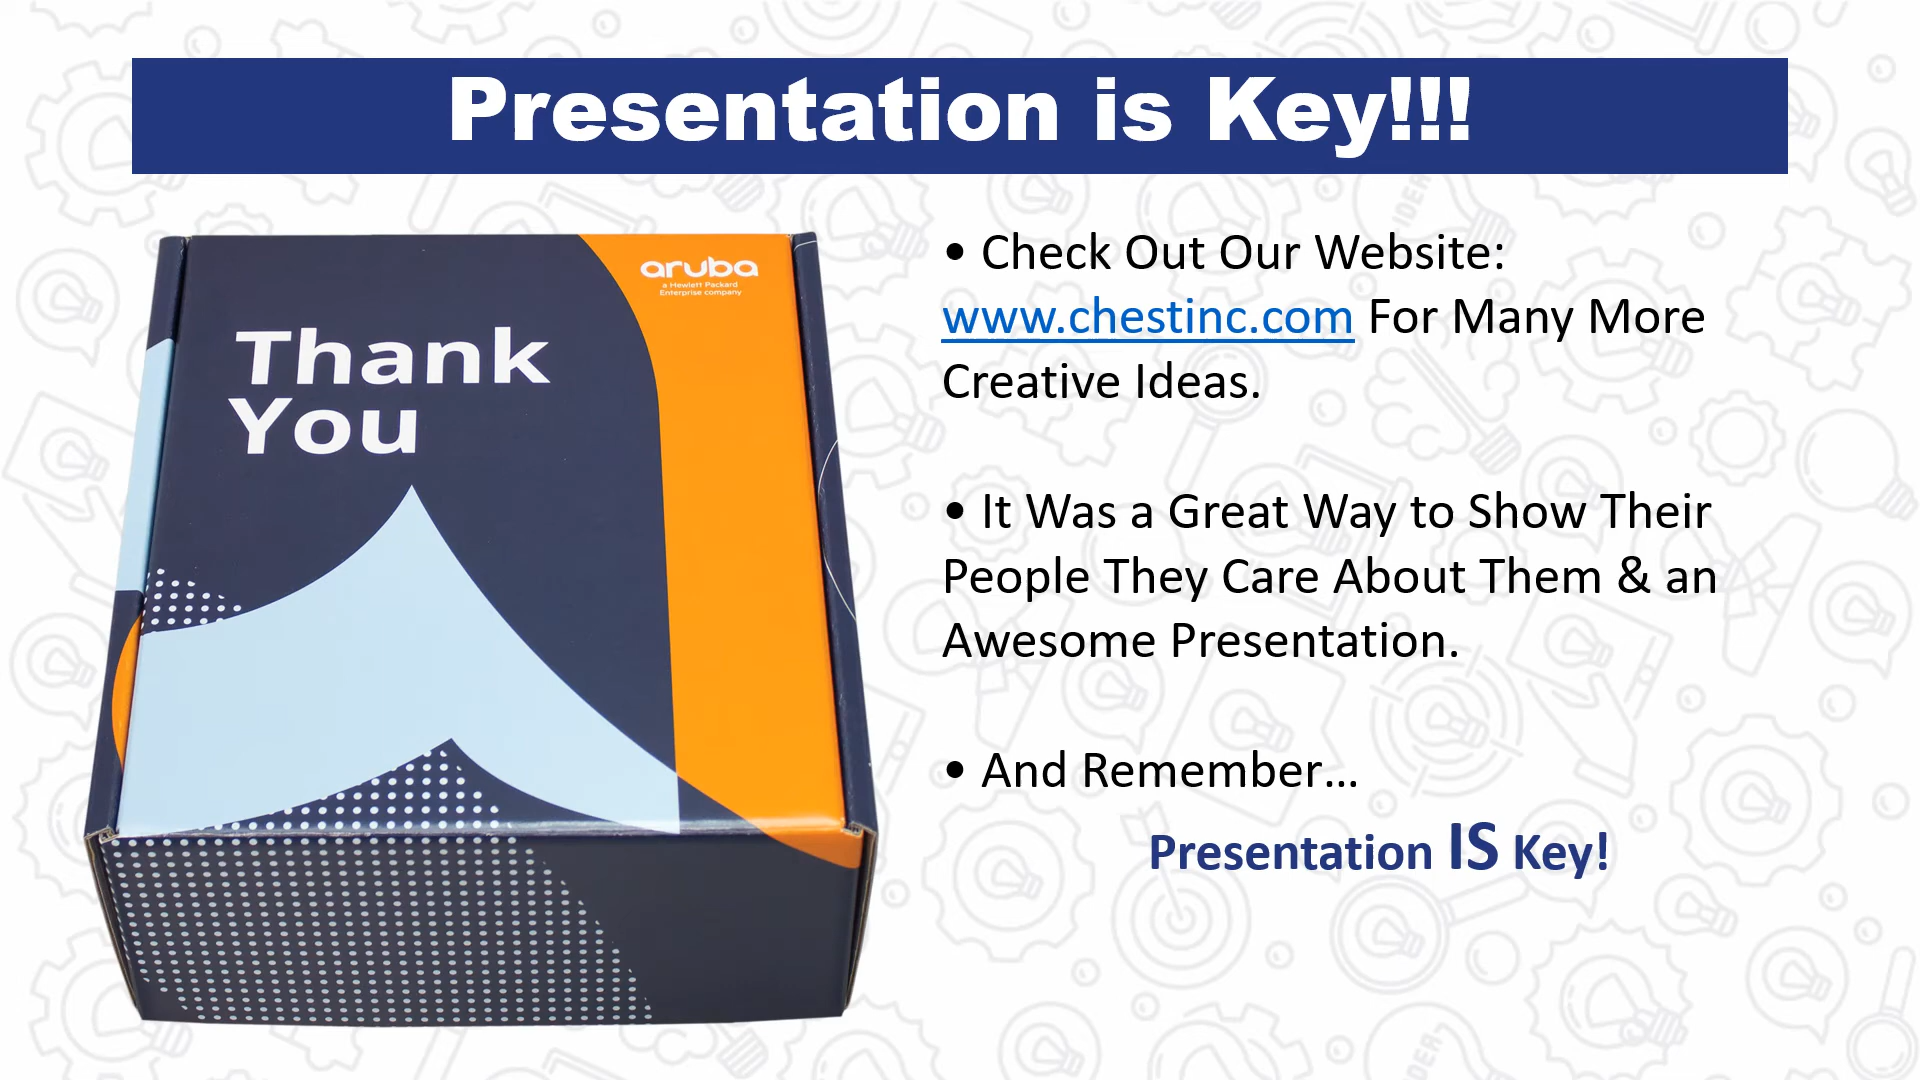 Presentation is Key!!!
aruba
a Hewlett Packard
Enterprise company
Thank
You
• Check Out Our Website:
www.chestinc.com For Many More
Creative Ideas.
• It Was a Great Way to Show Their
People They Care About Them & an
Awesome Presentation.
• And Remember…
Presentation IS Key!
IDEA
IDEA